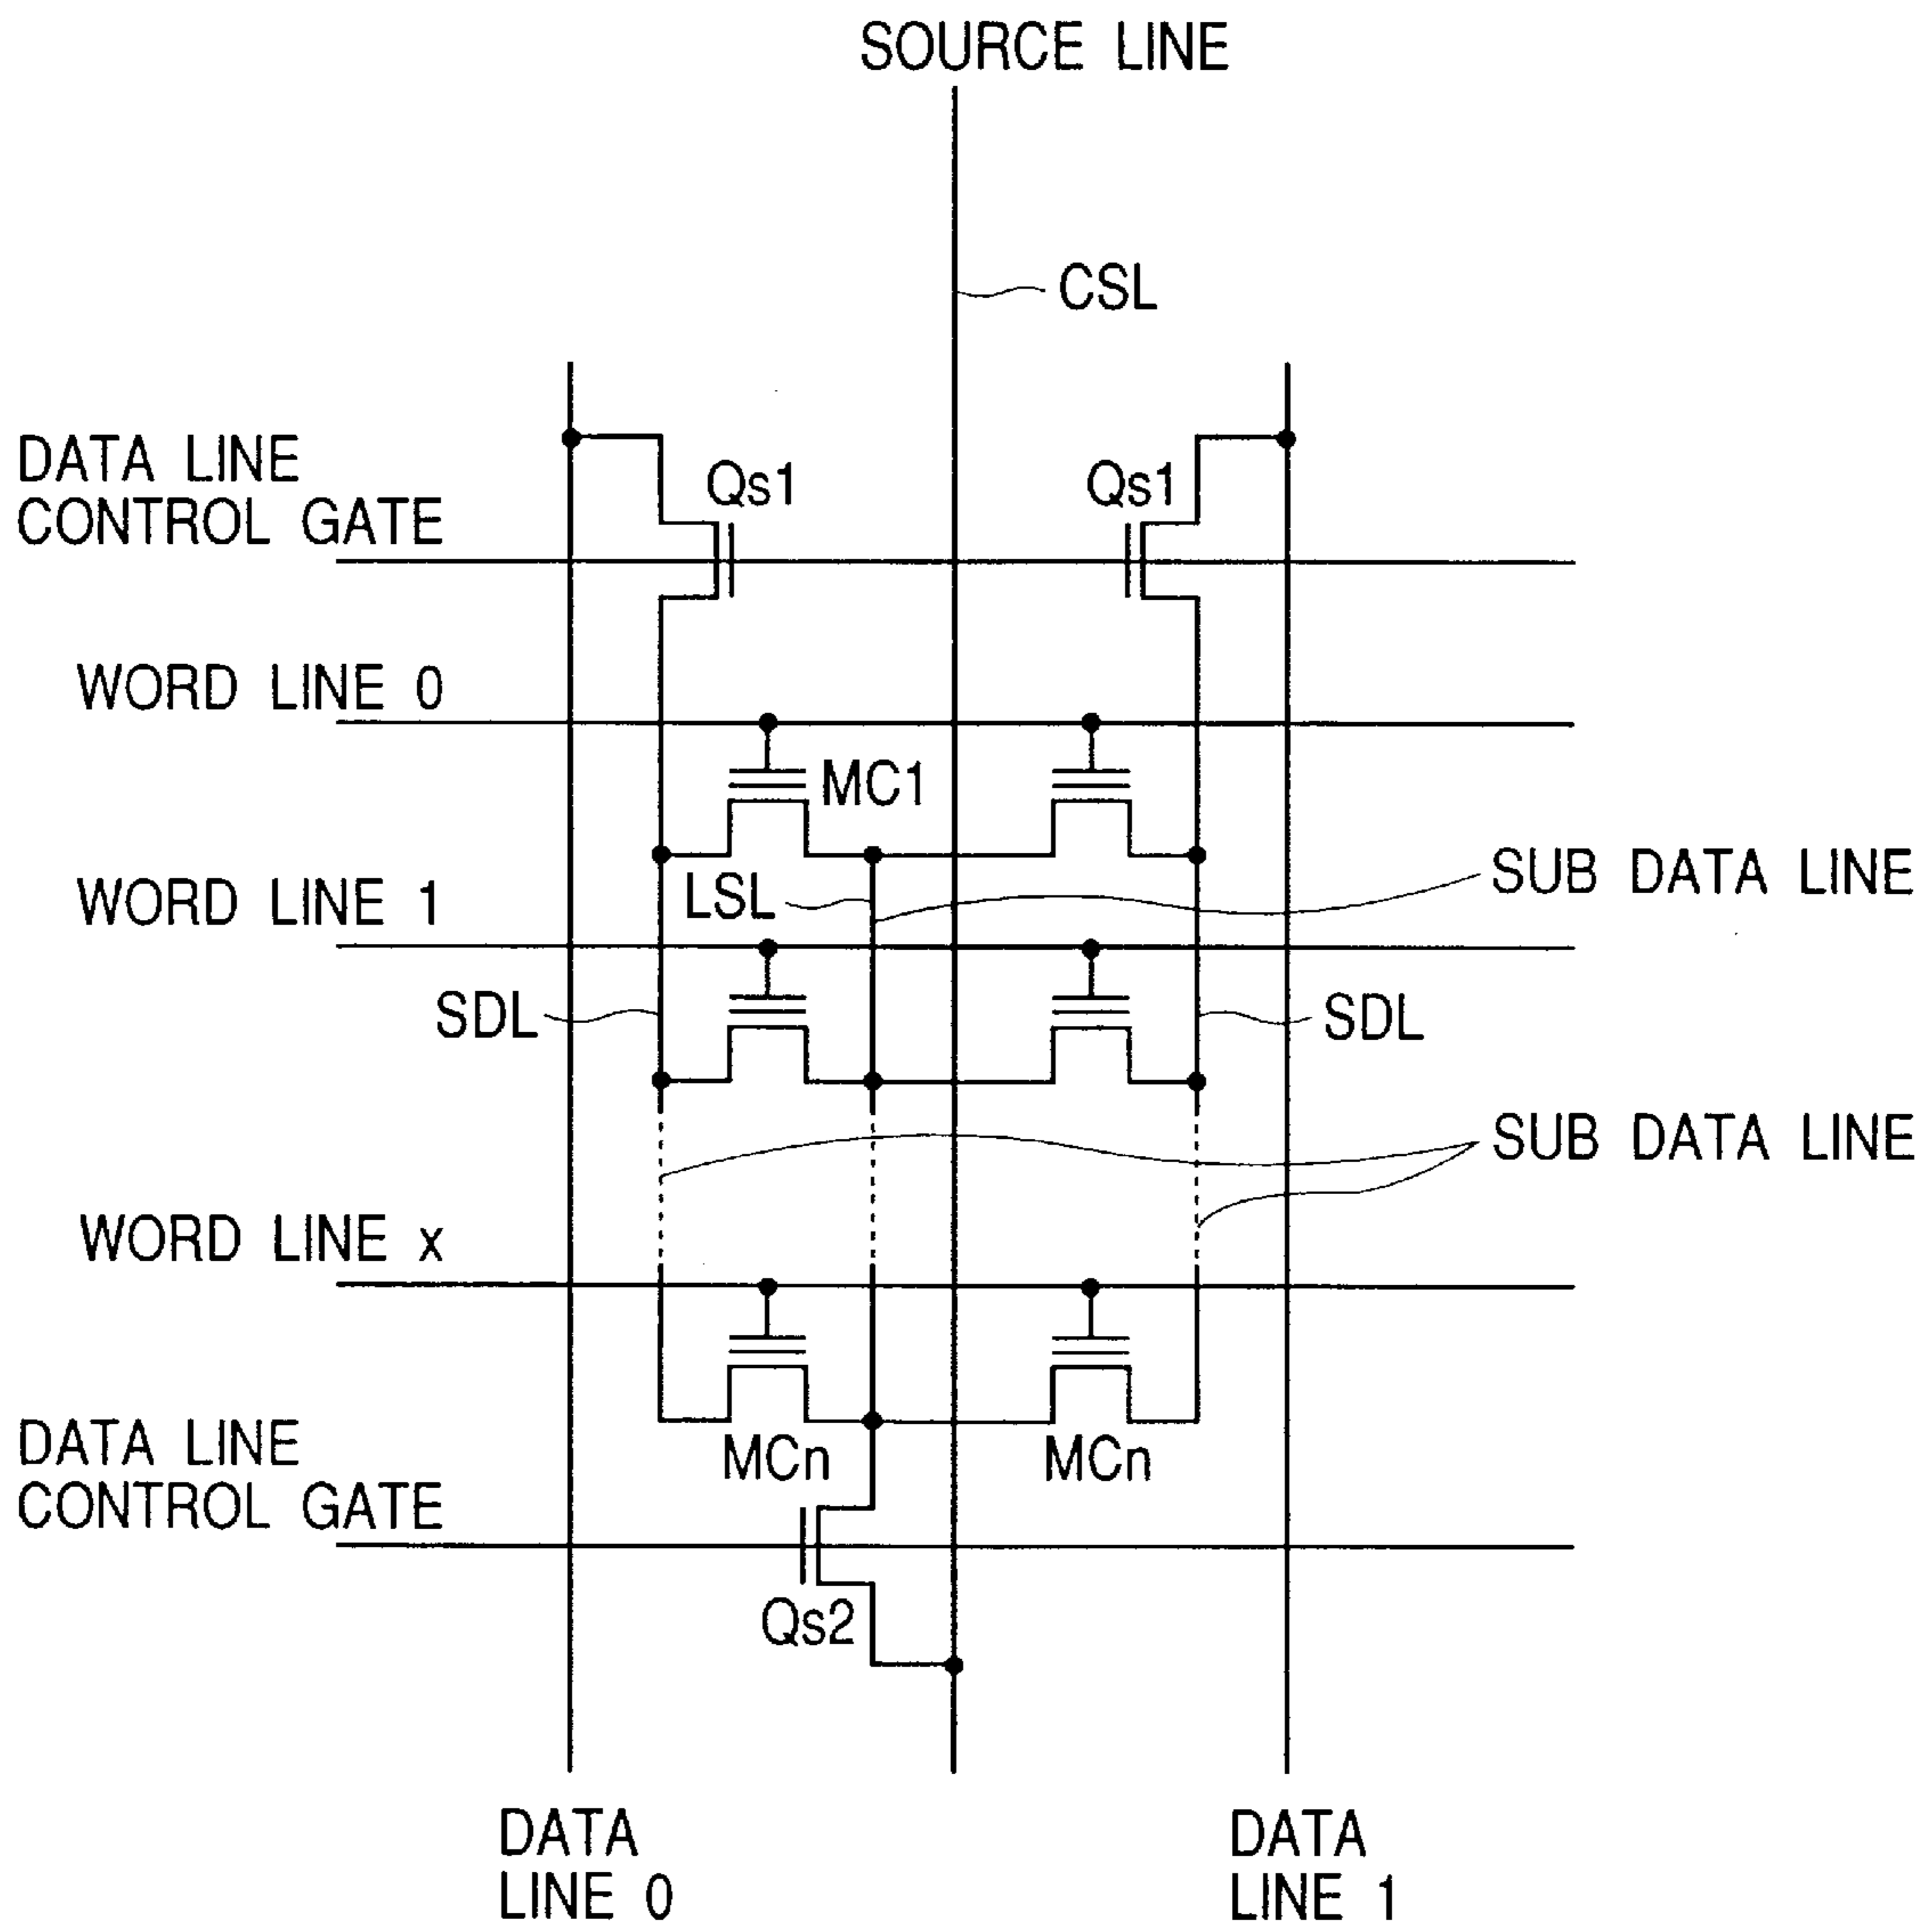 SOURCE LINE
CSL
DATA LINE
CONTROL GATE
Qs1
Qs1
WORD LINE 0
MC1
WORD LINE 1
LSL
SUB DATA LINE
SDL
SDL
SUB DATA LINE
WORD LINE x
DATA LINE
CONTROL GATE
MCn
MCn
Qs2
DATA
LINE 0
DATA
LINE 1